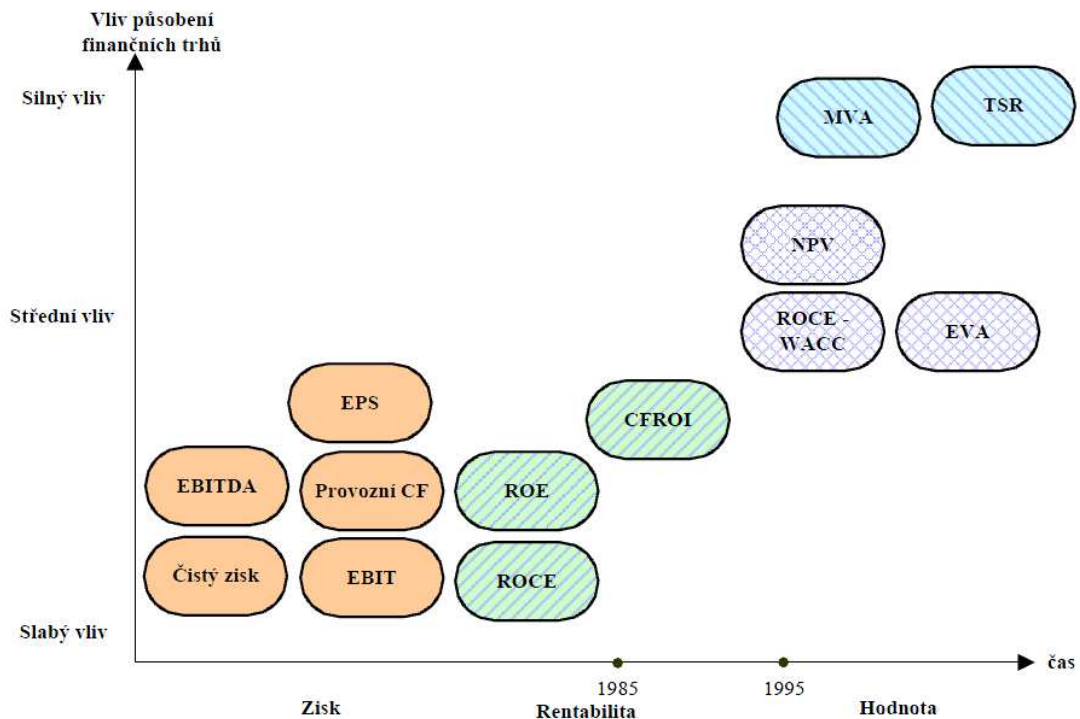 Vliv působení
finančních trhů
Silný vliv
MVA
TSR
NPV
Střední vliv
ROCE -
WACC
EVA
EPS
CFROI
EBITDA
Provozní CF
ROE
Čistý zisk
EBIT
ROCE
Slabý vliv
čas
1985
1995
Zisk
Rentabilita
Hodnota